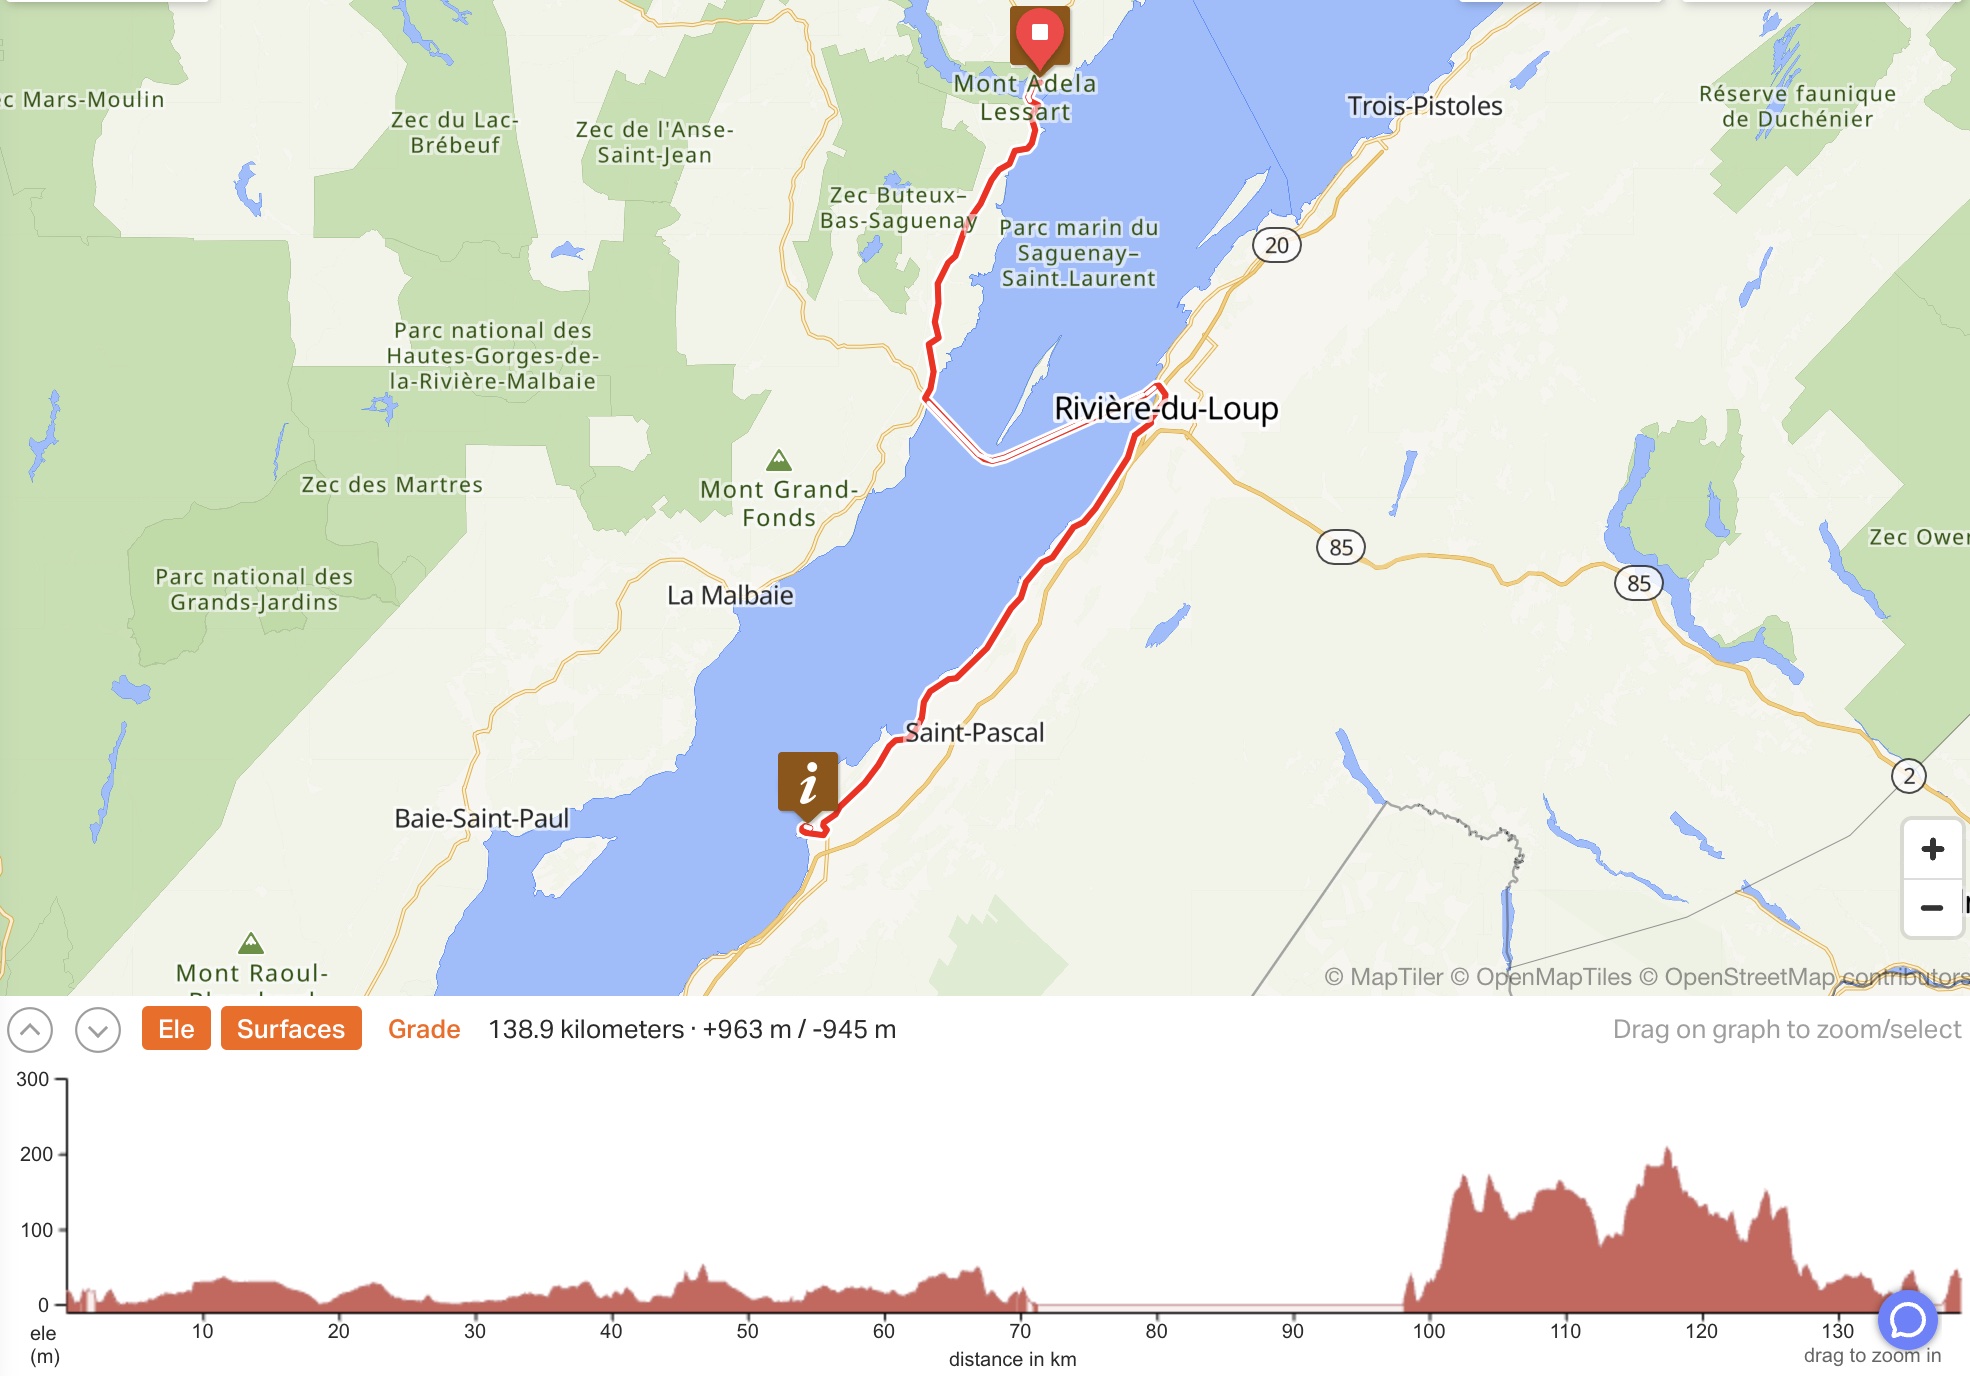 Mont Adela
Lessart
Trois-Pistoles
Réserve faunique
de Duchénier
Mars-Moulin
Zec du Lac-
Brébeuf
Zec de l'Anse-
Saint-Jean
Zec Buteux–
Bas-Saguenay
Parc marin du
Saguenay–
Saint-Laurent
20
Parc national des
Hautes-Gorges-de-
la-Rivière-Malbaie
Rivière-du-Loup
Zec des Martres
Mont Grand-
Fonds
85
Zec Owen
Parc national des
Grands-Jardins
La Malbaie
85
Saint-Pascal
i
2
Baie-Saint-Paul
+
−
Mont Raoul-
© MapTiler © OpenMapTiles © OpenStreetMap contributors
Ele Surfaces Grade 138.9 kilometers · +963 m / -945 m Drag on graph to zoom/select
300
200
100
0
ele
(m)
10 20 30 40 50 60 70 80 90 100 110 120 130
distance in km
drag to zoom in